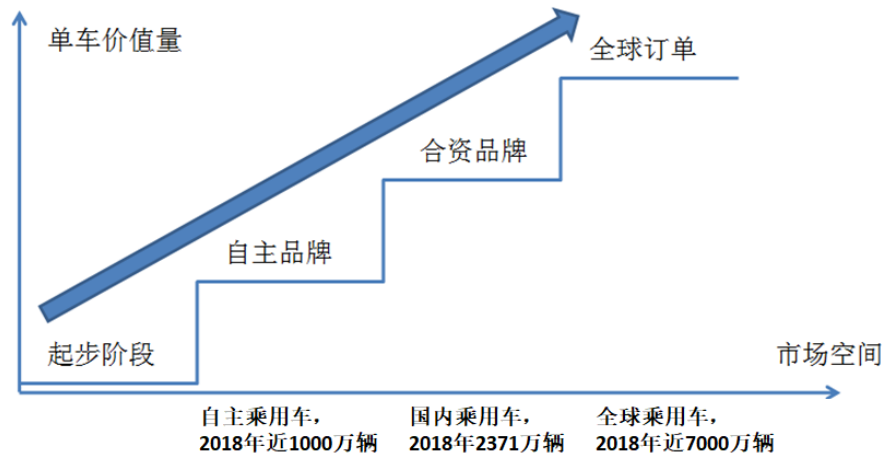 单车价值量
全球订单
合资品牌
自主品牌
起步阶段
市场空间
自主乘用车,
2018年近1000万辆
国内乘用车,
2018年2371万辆
全球乘用车,
2018年近7000万辆